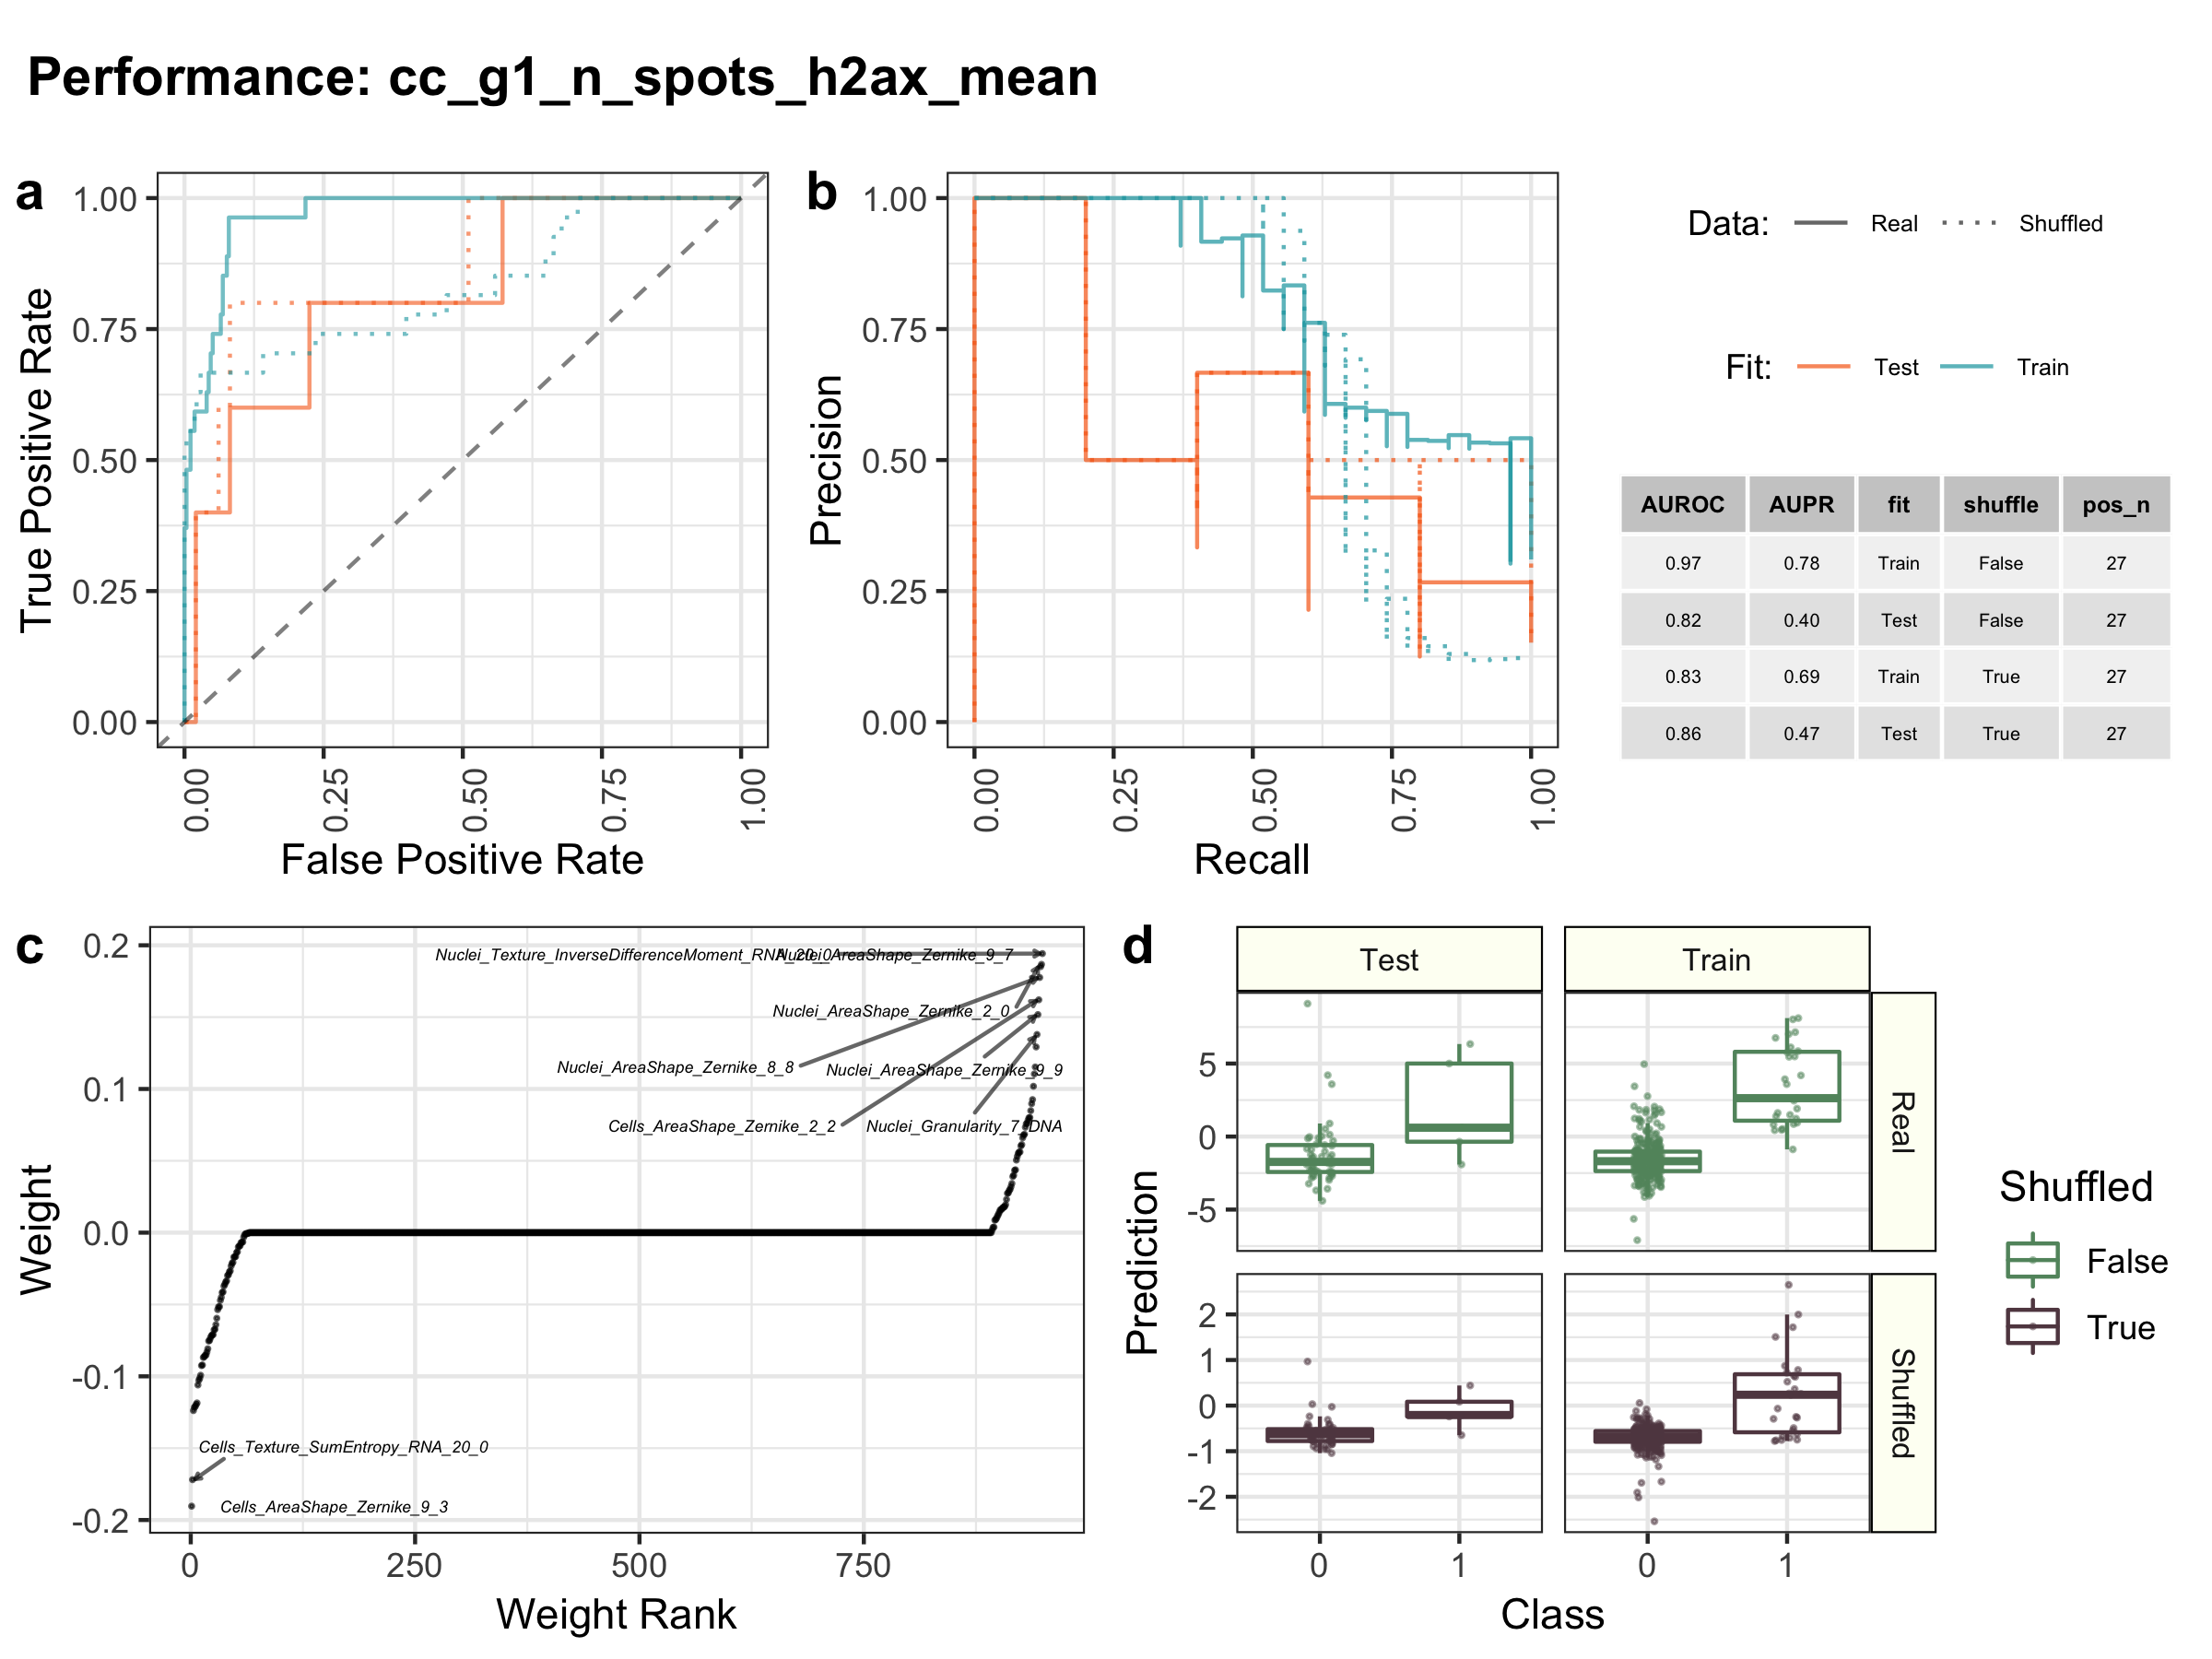 Performance: cc_g1_n_spots_h2ax_mean
a
True Positive Rate
1.00
0.75
0.50
0.25
0.00
0.00
0.25
0.50
0.75
1.00
False Positive Rate
b
Precision
1.00
0.75
0.50
0.25
0.00
0.00
0.25
0.50
0.75
1.00
Recall
Data: Real Shuffled
Fit: Test Train
AUROC AUPR fit shuffle pos_n
0.97 0.78 Train False 27
0.82 0.40 Test False 27
0.83 0.69 Train True 27
0.86 0.47 Test True 27
c
Weight
0.2
0.1
0.0
-0.1
-0.2
Nuclei_Texture_InverseDifferenceMoment_RNA_20_0
Nuclei_AreaShape_Zernike_9_7
Nuclei_AreaShape_Zernike_2_0
Nuclei_AreaShape_Zernike_8_8
Nuclei_AreaShape_Zernike_9_9
Cells_AreaShape_Zernike_2_2
Nuclei_Granularity_7_DNA
Cells_Texture_SumEntropy_RNA_20_0
Cells_AreaShape_Zernike_9_3
0 250 500 750
Weight Rank
d
Test Train
Prediction
5
0
-5
Real
2
1
0
-1
-2
Shuffled
0 1 0 1
Class
Shuffled
False
True